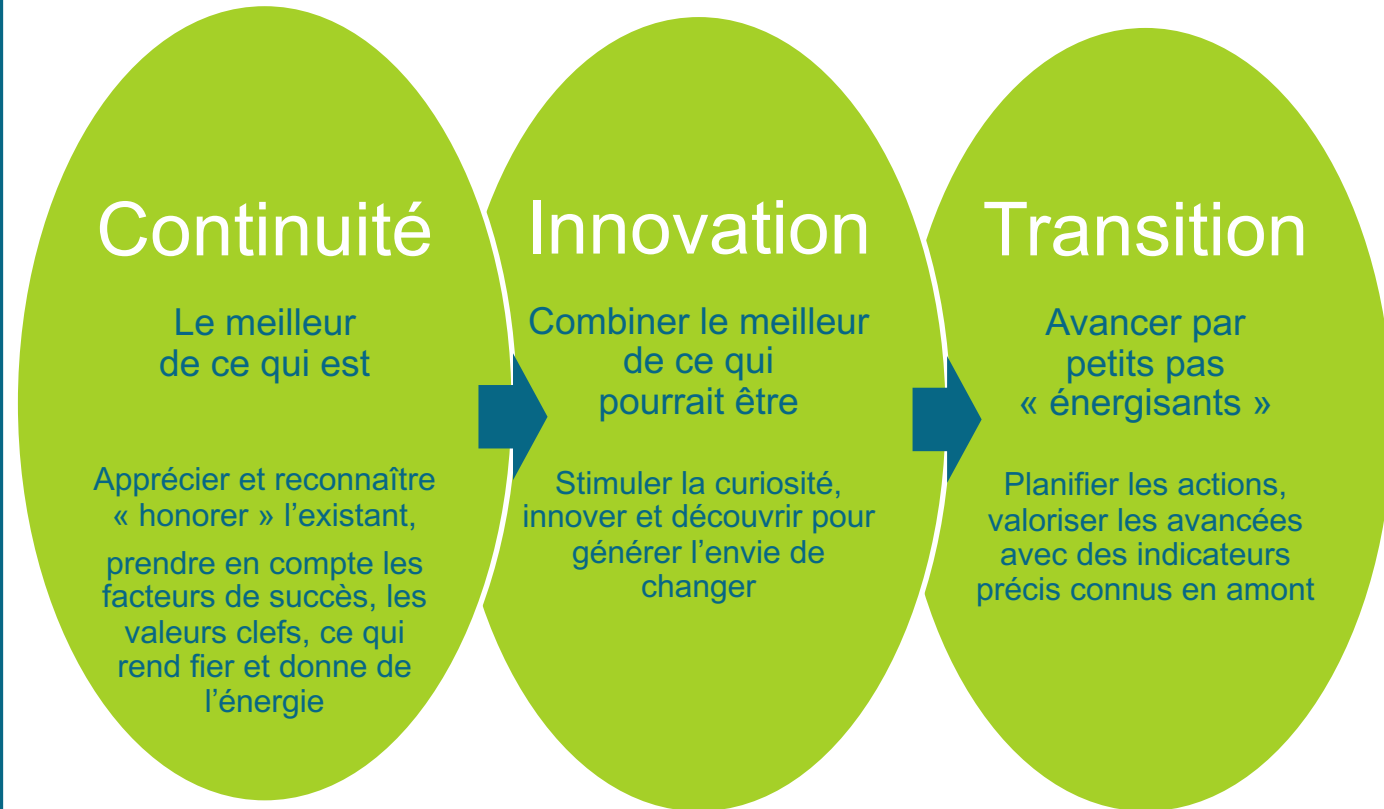 Continuité
Le meilleur
de ce qui est
Apprécier et reconnaître
« honorer » l’existant,
prendre en compte les
facteurs de succès, les
valeurs clefs, ce qui
rend fier et donne de
l’énergie
Innovation
Combiner le meilleur
de ce qui
pourrait être
Stimuler la curiosité,
innover et découvrir pour
générer l’envie de
changer
Transition
Avancer par
petits pas
« énergisants »
Planifier les actions,
valoriser les avancées
avec des indicateurs
précis connus en amont